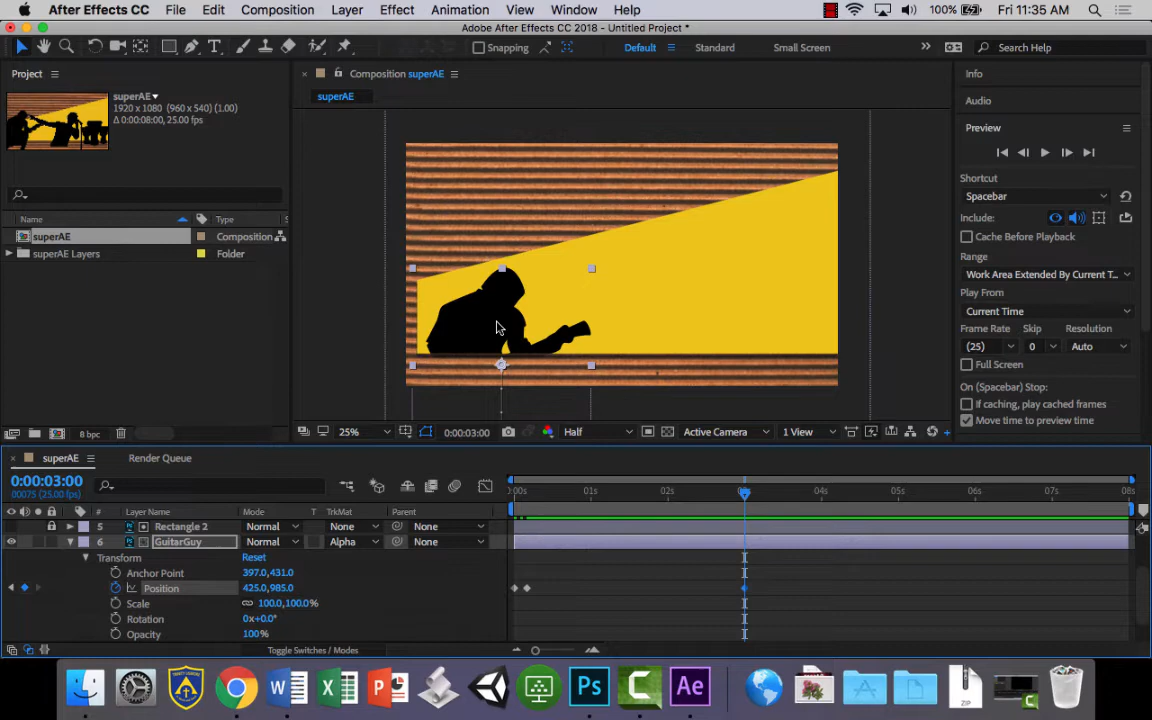 After Effects CC File Edit Composition Layer Effect Animation View Window Help 100% Fri 11:35 AM
Adobe After Effects CC 2018 - Untitled Project *
Snapping Default Standard Small Screen Search Help
Project
superAE
1920 x 1080 (960 x 540) (1.00)
Δ 0:00:08:00, 25.00 fps
Name Type
superAE Composition
superAE Layers Folder
8 bpc
Composition superAE
superAE
25% 0:00:03:00 Half Active Camera 1 View
Info
Audio
Preview
Shortcut
Spacebar
Include:
Cache Before Playback
Range
Work Area Extended By Current T...
Play From
Current Time
Frame Rate Skip Resolution
(25) 0 Auto
Full Screen
On (Spacebar) Stop:
If caching, play cached frames
Move time to preview time
superAE Render Queue
0:00:03:00
00075 (25.00 fps)
:00s 01s 02s 03s 04s 05s 06s 07s 08s
# Layer Name Mode T TrkMat Parent
5 Rectangle 2 Normal None None
6 GuitarGuy Normal Alpha None
Transform Reset
Anchor Point 397.0,431.0
Position 425.0,985.0
Scale 100.0,100.0%
Rotation 0x+0.0°
Opacity 100%
Toggle Switches / Modes
W X P Ps C Ae
ZIP